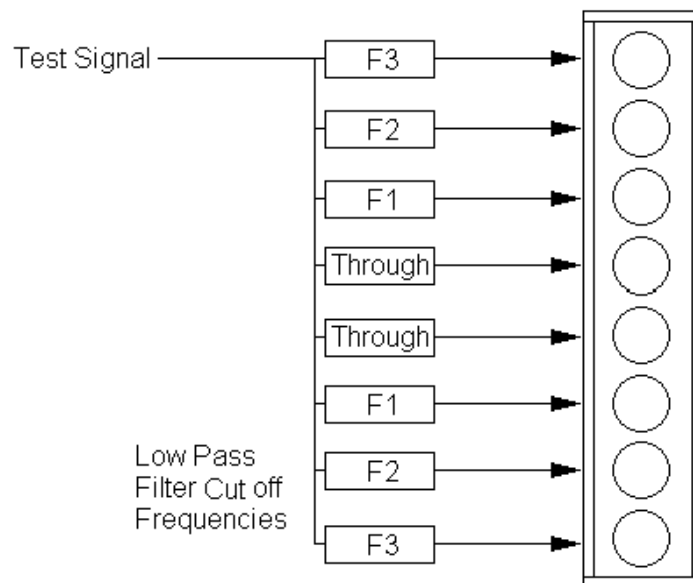 Test Signal
F3
F2
F1
Through
Through
F1
F2
F3
Low Pass
Filter Cut off
Frequencies